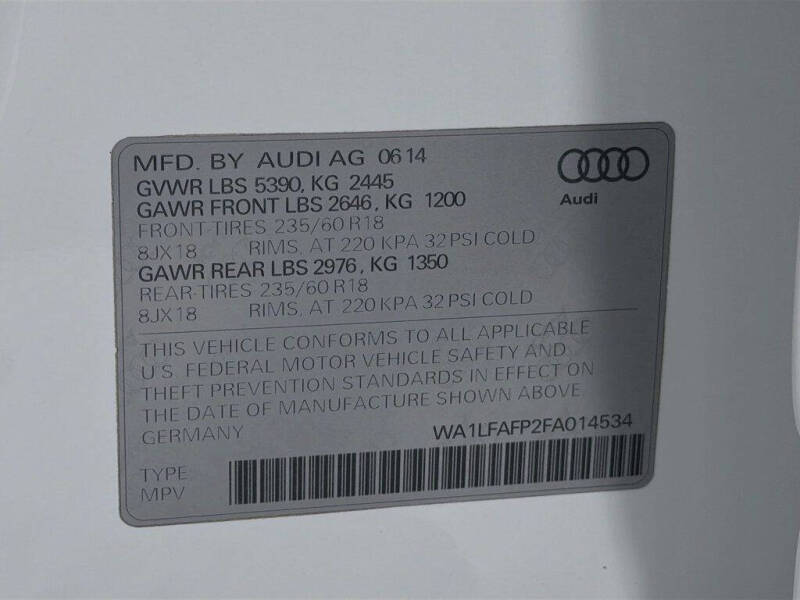 MFD. BY AUDI AG 06 14
GVWR LBS 5390, KG 2445
GAWR FRONT LBS 2646, KG 1200
FRONT-TIRES 235/60 R18
8JX18 RIMS, AT 220 KPA 32 PSI COLD
GAWR REAR LBS 2976, KG 1350
REAR-TIRES 235/60 R18
8JX18 RIMS, AT 220 KPA 32 PSI COLD
Audi
THIS VEHICLE CONFORMS TO ALL APPLICABLE
U.S. FEDERAL MOTOR VEHICLE SAFETY AND
THEFT PREVENTION STANDARDS IN EFFECT ON
THE DATE OF MANUFACTURE SHOWN ABOVE
GERMANY WA1LFAFP2FA014534
TYPE
MPV